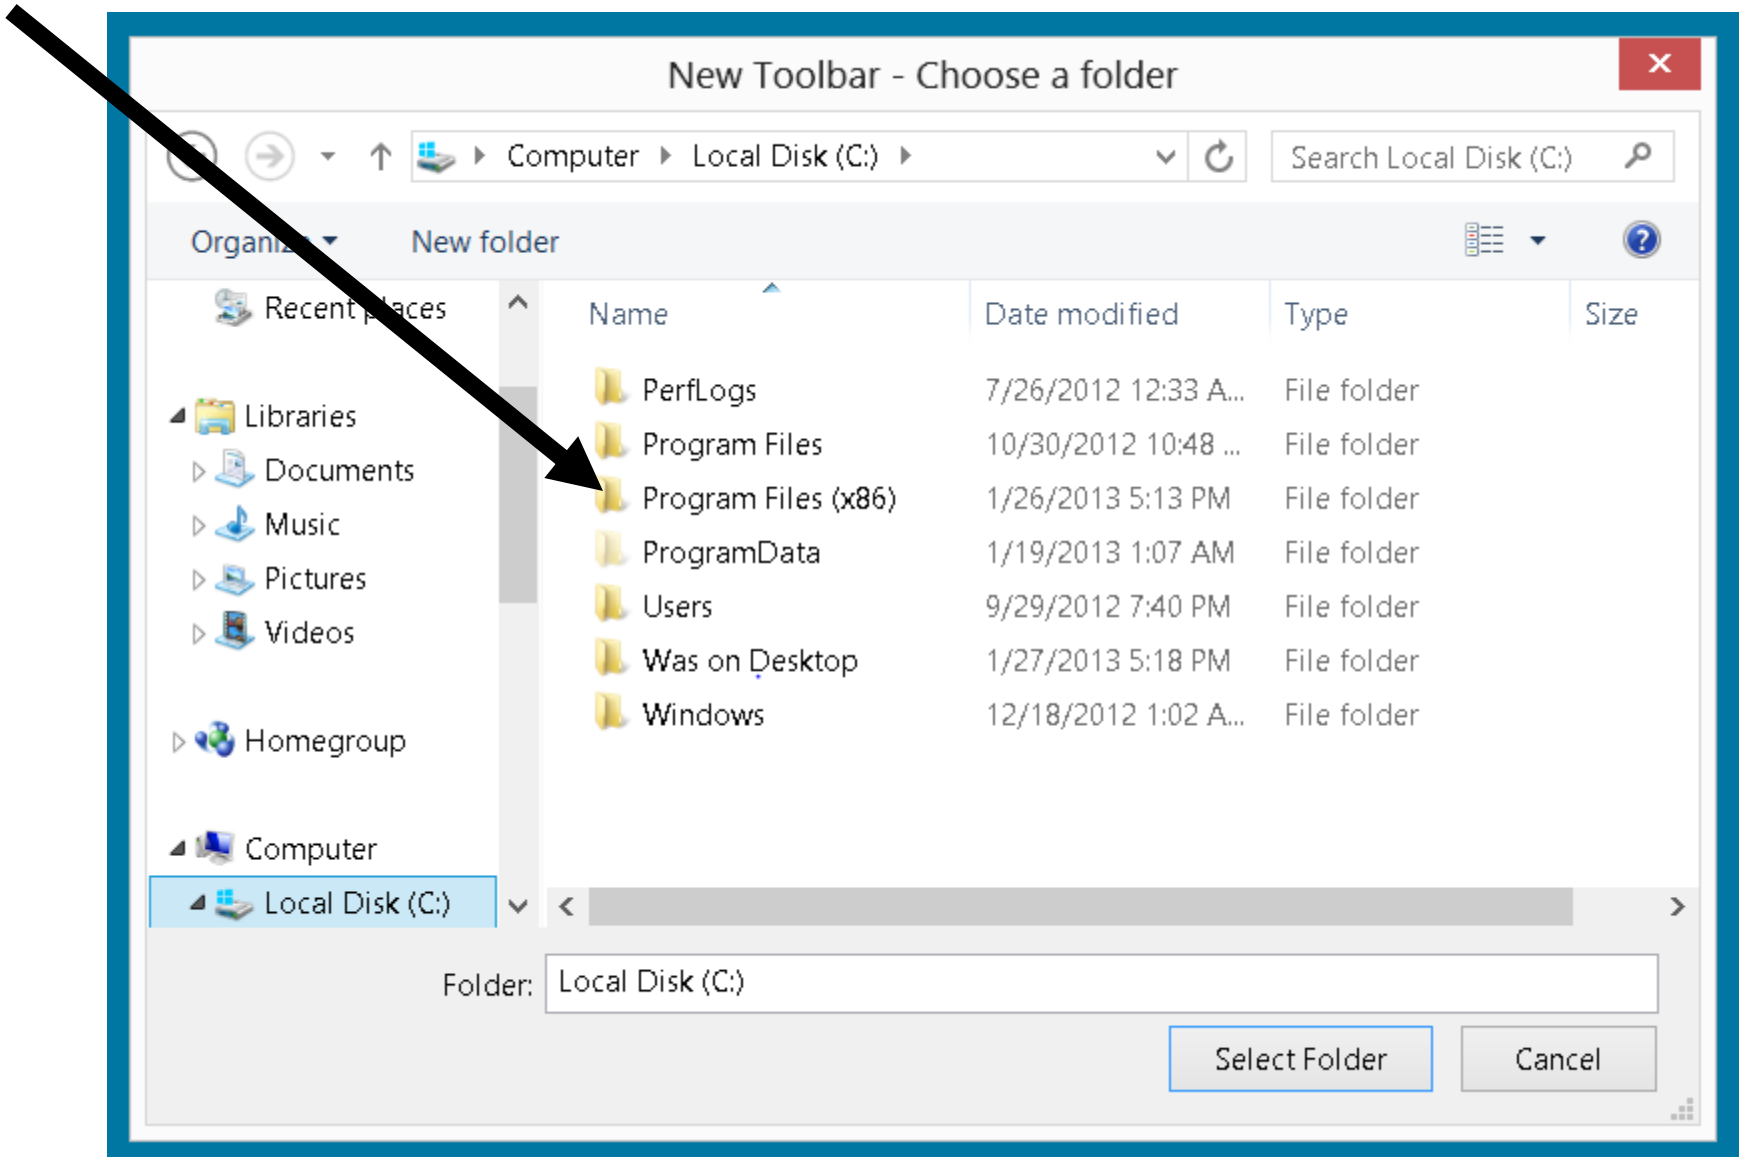 New Toolbar - Choose a folder
Computer Local Disk (C:) Search Local Disk (C:)
Organize New folder
Recent places
Libraries
Documents
Music
Pictures
Videos
Homegroup
Computer
Local Disk (C:)
Name Date modified Type Size
PerfLogs 7/26/2012 12:33 A... File folder
Program Files 10/30/2012 10:48 ... File folder
Program Files (x86) 1/26/2013 5:13 PM File folder
ProgramData 1/19/2013 1:07 AM File folder
Users 9/29/2012 7:40 PM File folder
Was on Desktop 1/27/2013 5:18 PM File folder
Windows 12/18/2012 1:02 A... File folder
Folder: Local Disk (C:)
Select Folder Cancel